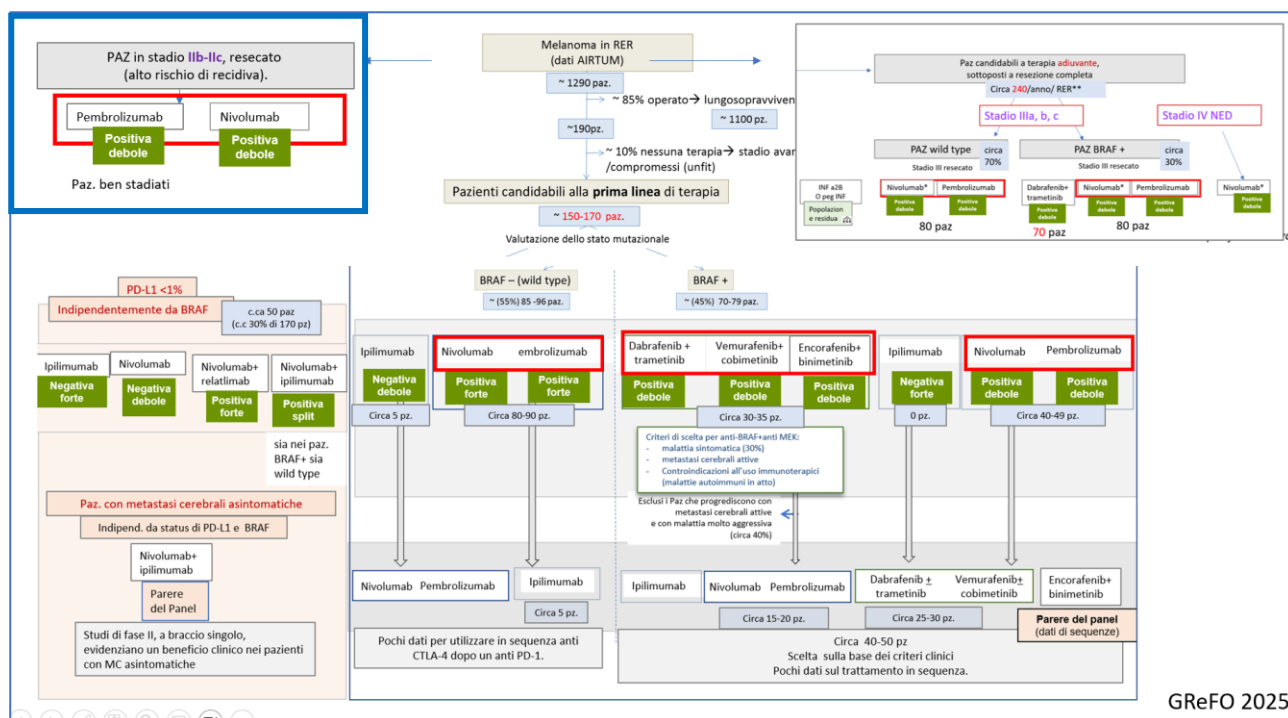 PAZ in stadio IIb-IIc, resecato
(alto rischio di recidiva).
Pembrolizumab
Nivolumab
Positiva
debole
Positiva
debole
Paz. ben stadiati
Melanoma in RER
(dati AIRTUM)
~ 1290 paz.
~ 85% operato→ lungosopravviven
~ 1100 paz.
~190pz.
~ 10% nessuna terapia→ stadio avar
/compromessi (unfit)
Pazienti candidabili alla prima linea di terapia
~ 150-170 paz.
Valutazione dello stato mutazionale
Paz candidabili a terapia adiuvante,
sottoposti a resezione completa
Circa 240/anno/ RER**
Stadio IIIa, b, c
Stadio IV NED
PAZ wild type
Stadio III resecato
circa
70%
PAZ BRAF +
Stadio III resecato
circa
30%
INF a2B
O peg INF
Popolazion
e residua
Nivolumab*
Pembrolizumab
Positiva
debole
Positiva
debole
80 paz
Dabrafenib+
trametinib
Positiva
debole
70 paz
Nivolumab*
Pembrolizumab
Positiva
debole
Positiva
debole
80 paz
Nivolumab*
Positiva
debole
BRAF – (wild type)
~ (55%) 85 -96 paz.
BRAF +
~ (45%) 70-79 paz.
PD-L1 <1%
Indipendentemente da BRAF
c.ca 50 paz
(c.c 30% di 170 pz)
Ipilimumab
Negativa
forte
Nivolumab
Negativa
debole
Nivolumab+
relatlimab
Positiva
forte
Nivolumab+
ipilimumab
Positiva
split
sia nei paz.
BRAF+ sia
wild type
Paz. con metastasi cerebrali asintomatiche
Indipend. da status di PD-L1 e BRAF
Nivolumab+
ipilimumab
Parere
del Panel
Studi di fase II, a braccio singolo,
evidenziano un beneficio clinico nei pazienti
con MC asintomatiche
Ipilimumab
Negativa
debole
Circa 5 pz.
Nivolumab
embrolizumab
Positiva
forte
Positiva
forte
Circa 80-90 pz.
Dabrafenib +
trametinib
Vemurafenib+
cobimetinib
Encorafenib+
binimetinib
Positiva
debole
Positiva
debole
Positiva
debole
Circa 30-35 paz.
Criteri di scelta per anti-BRAF+anti MEK:
- malattia sintomatica (30%)
- metastasi cerebrali attive
- Controindicazioni all'uso immunoterapici
(malattie autoimmuni in atto)
Ipilimumab
Negativa
forte
0 pz.
Nivolumab
Pembrolizumab
Positiva
debole
Positiva
debole
Circa 40-49 pz.
Esclusi i Paz che progrediscono con
metastasi cerebrali attive
e con malattia molto aggressiva
(circa 40%)
Nivolumab Pembrolizumab
Ipilimumab
Circa 5 pz.
Pochi dati per utilizzare in sequenza anti
CTLA-4 dopo un anti PD-1.
Ipilimumab
Nivolumab Pembrolizumab
Circa 15-20 paz.
Dabrafenib ±
trametinib
Vemurafenib±
cobimetinib
Circa 25-30 paz.
Encorafenib+
binimetinib
Parere del panel
(dati di sequenze)
Circa 40-50 pz
Scelta sulla base dei criteri clinici
Pochi dati sul trattamento in sequenza.
GReFO 2025